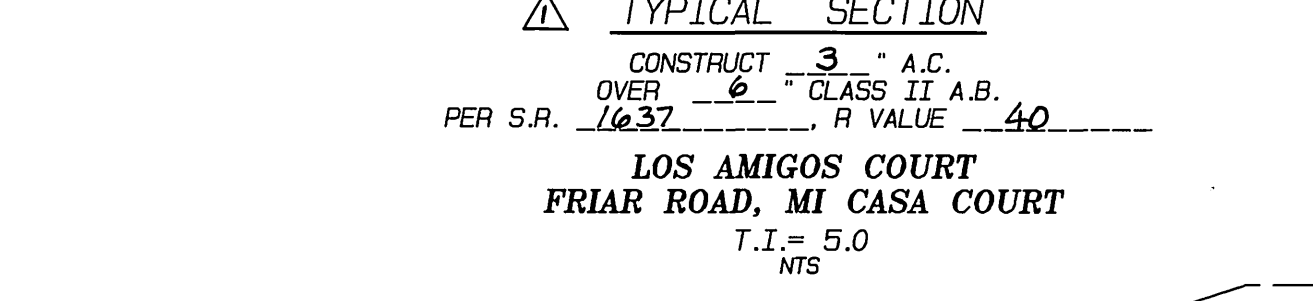 1 TYPICAL SECTION
CONSTRUCT 3 " A.C.
OVER 6 " CLASS II A.B.
PER S.R. 1637, R VALUE 40
LOS AMIGOS COURT
FRIAR ROAD, MI CASA COURT
T.I.= 5.0
NTS